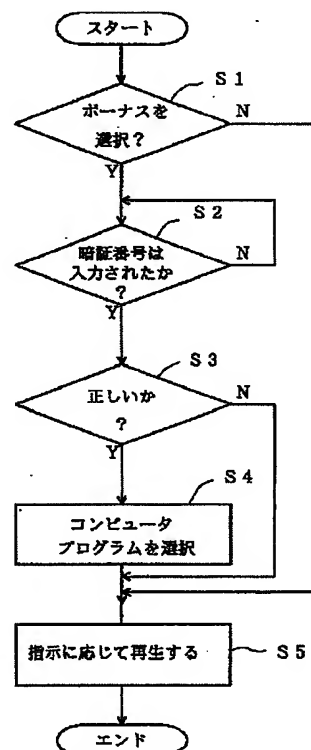 スタート
S1
ボーナスを
選択?
N
Y
S2
暗証番号は
入力されたか
?
N
Y
S3
正しいか
?
N
Y
S4
コンピュータ
プログラムを選択
指示に応じて再生する
S5
エンド